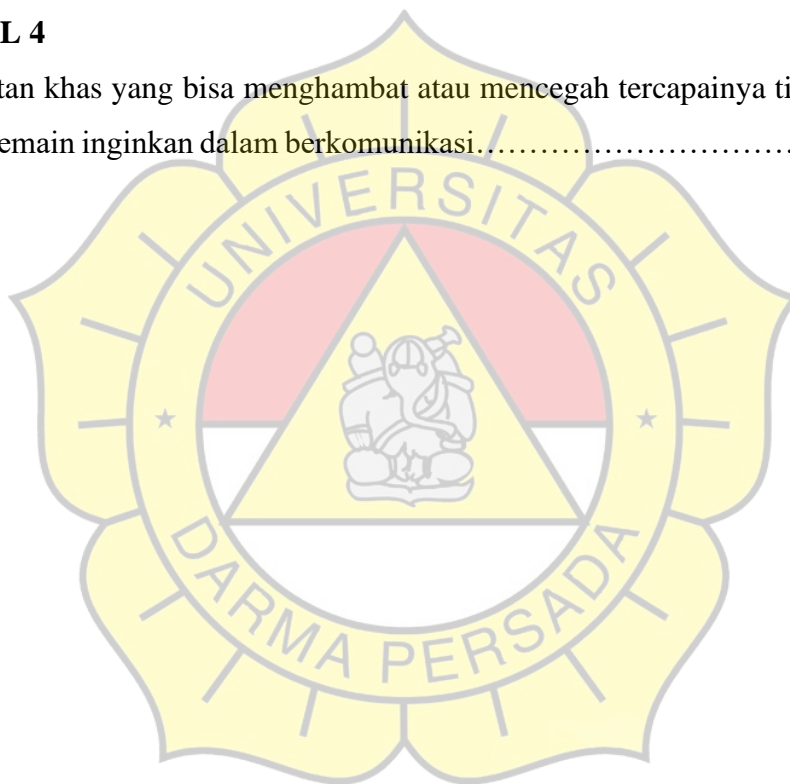 L 4
tan khas yang bisa menghambat atau mencegah tercapainya ti
emain inginkan dalam berkomunikasi…………………………
UNIVERSITAS
DARMA PERSADA